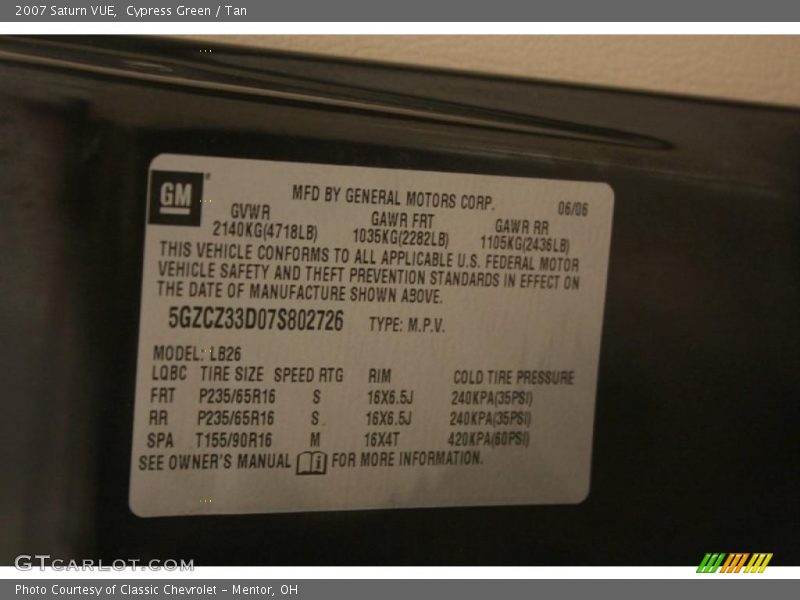 2007 Saturn VUE, Cypress Green / Tan
GM
MFD BY GENERAL MOTORS CORP.
06/06
GVWR GAWR FRT GAWR RR
2140KG(4718LB) 1035KG(2282LB) 1105KG(2436LB)
THIS VEHICLE CONFORMS TO ALL APPLICABLE U.S. FEDERAL MOTOR
VEHICLE SAFETY AND THEFT PREVENTION STANDARDS IN EFFECT ON
THE DATE OF MANUFACTURE SHOWN ABOVE.
5GZCZ33D07S802726 TYPE: M.P.V.
MODEL: LB26
LQBC TIRE SIZE SPEED RTG RIM COLD TIRE PRESSURE
FRT P235/65R16 S 16X6.5J 240KPA(35PSI)
RR P235/65R16 S 16X6.5J 240KPA(35PSI)
SPA T155/90R16 M 16X4T 420KPA(60PSI)
SEE OWNER'S MANUAL i FOR MORE INFORMATION.
GTCARLOT.COM
Photo Courtesy of Classic Chevrolet - Mentor, OH